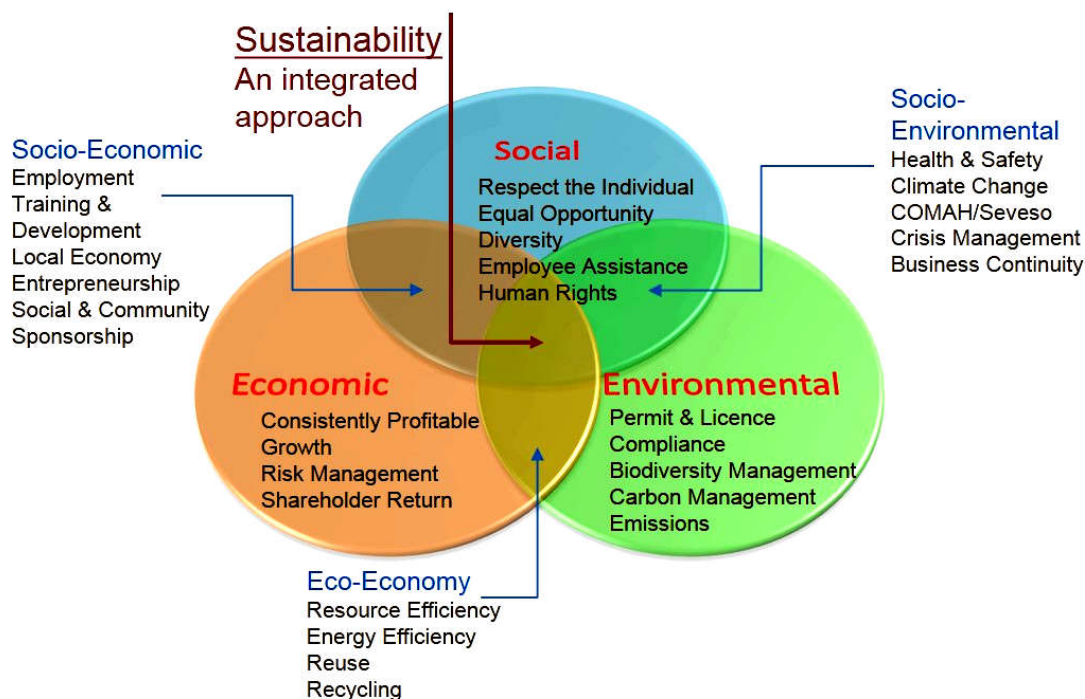 Sustainability
An integrated
approach
Socio-Economic
Employment
Training &
Development
Local Economy
Entrepreneurship
Social & Community
Sponsorship
Social
Respect the Individual
Equal Opportunity
Diversity
Employee Assistance
Human Rights
Socio-
Environmental
Health & Safety
Climate Change
COMAH/Seveso
Crisis Management
Business Continuity
Economic
Consistently Profitable
Growth
Risk Management
Shareholder Return
Environmental
Permit & Licence
Compliance
Biodiversity Management
Carbon Management
Emissions
Eco-Economy
Resource Efficiency
Energy Efficiency
Reuse
Recycling